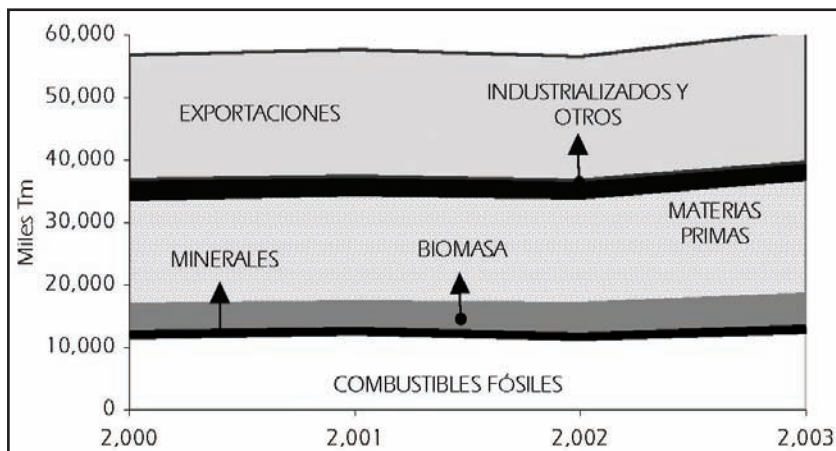 60,000
50,000
40,000
30,000
20,000
10,000
0
Miles Tm
EXPORTACIONES
INDUSTRIALIZADOS Y
OTROS
MATERIAS
PRIMAS
MINERALES
BIOMASA
COMBUSTIBLES FÓSILES
2,000 2,001 2,002 2,003